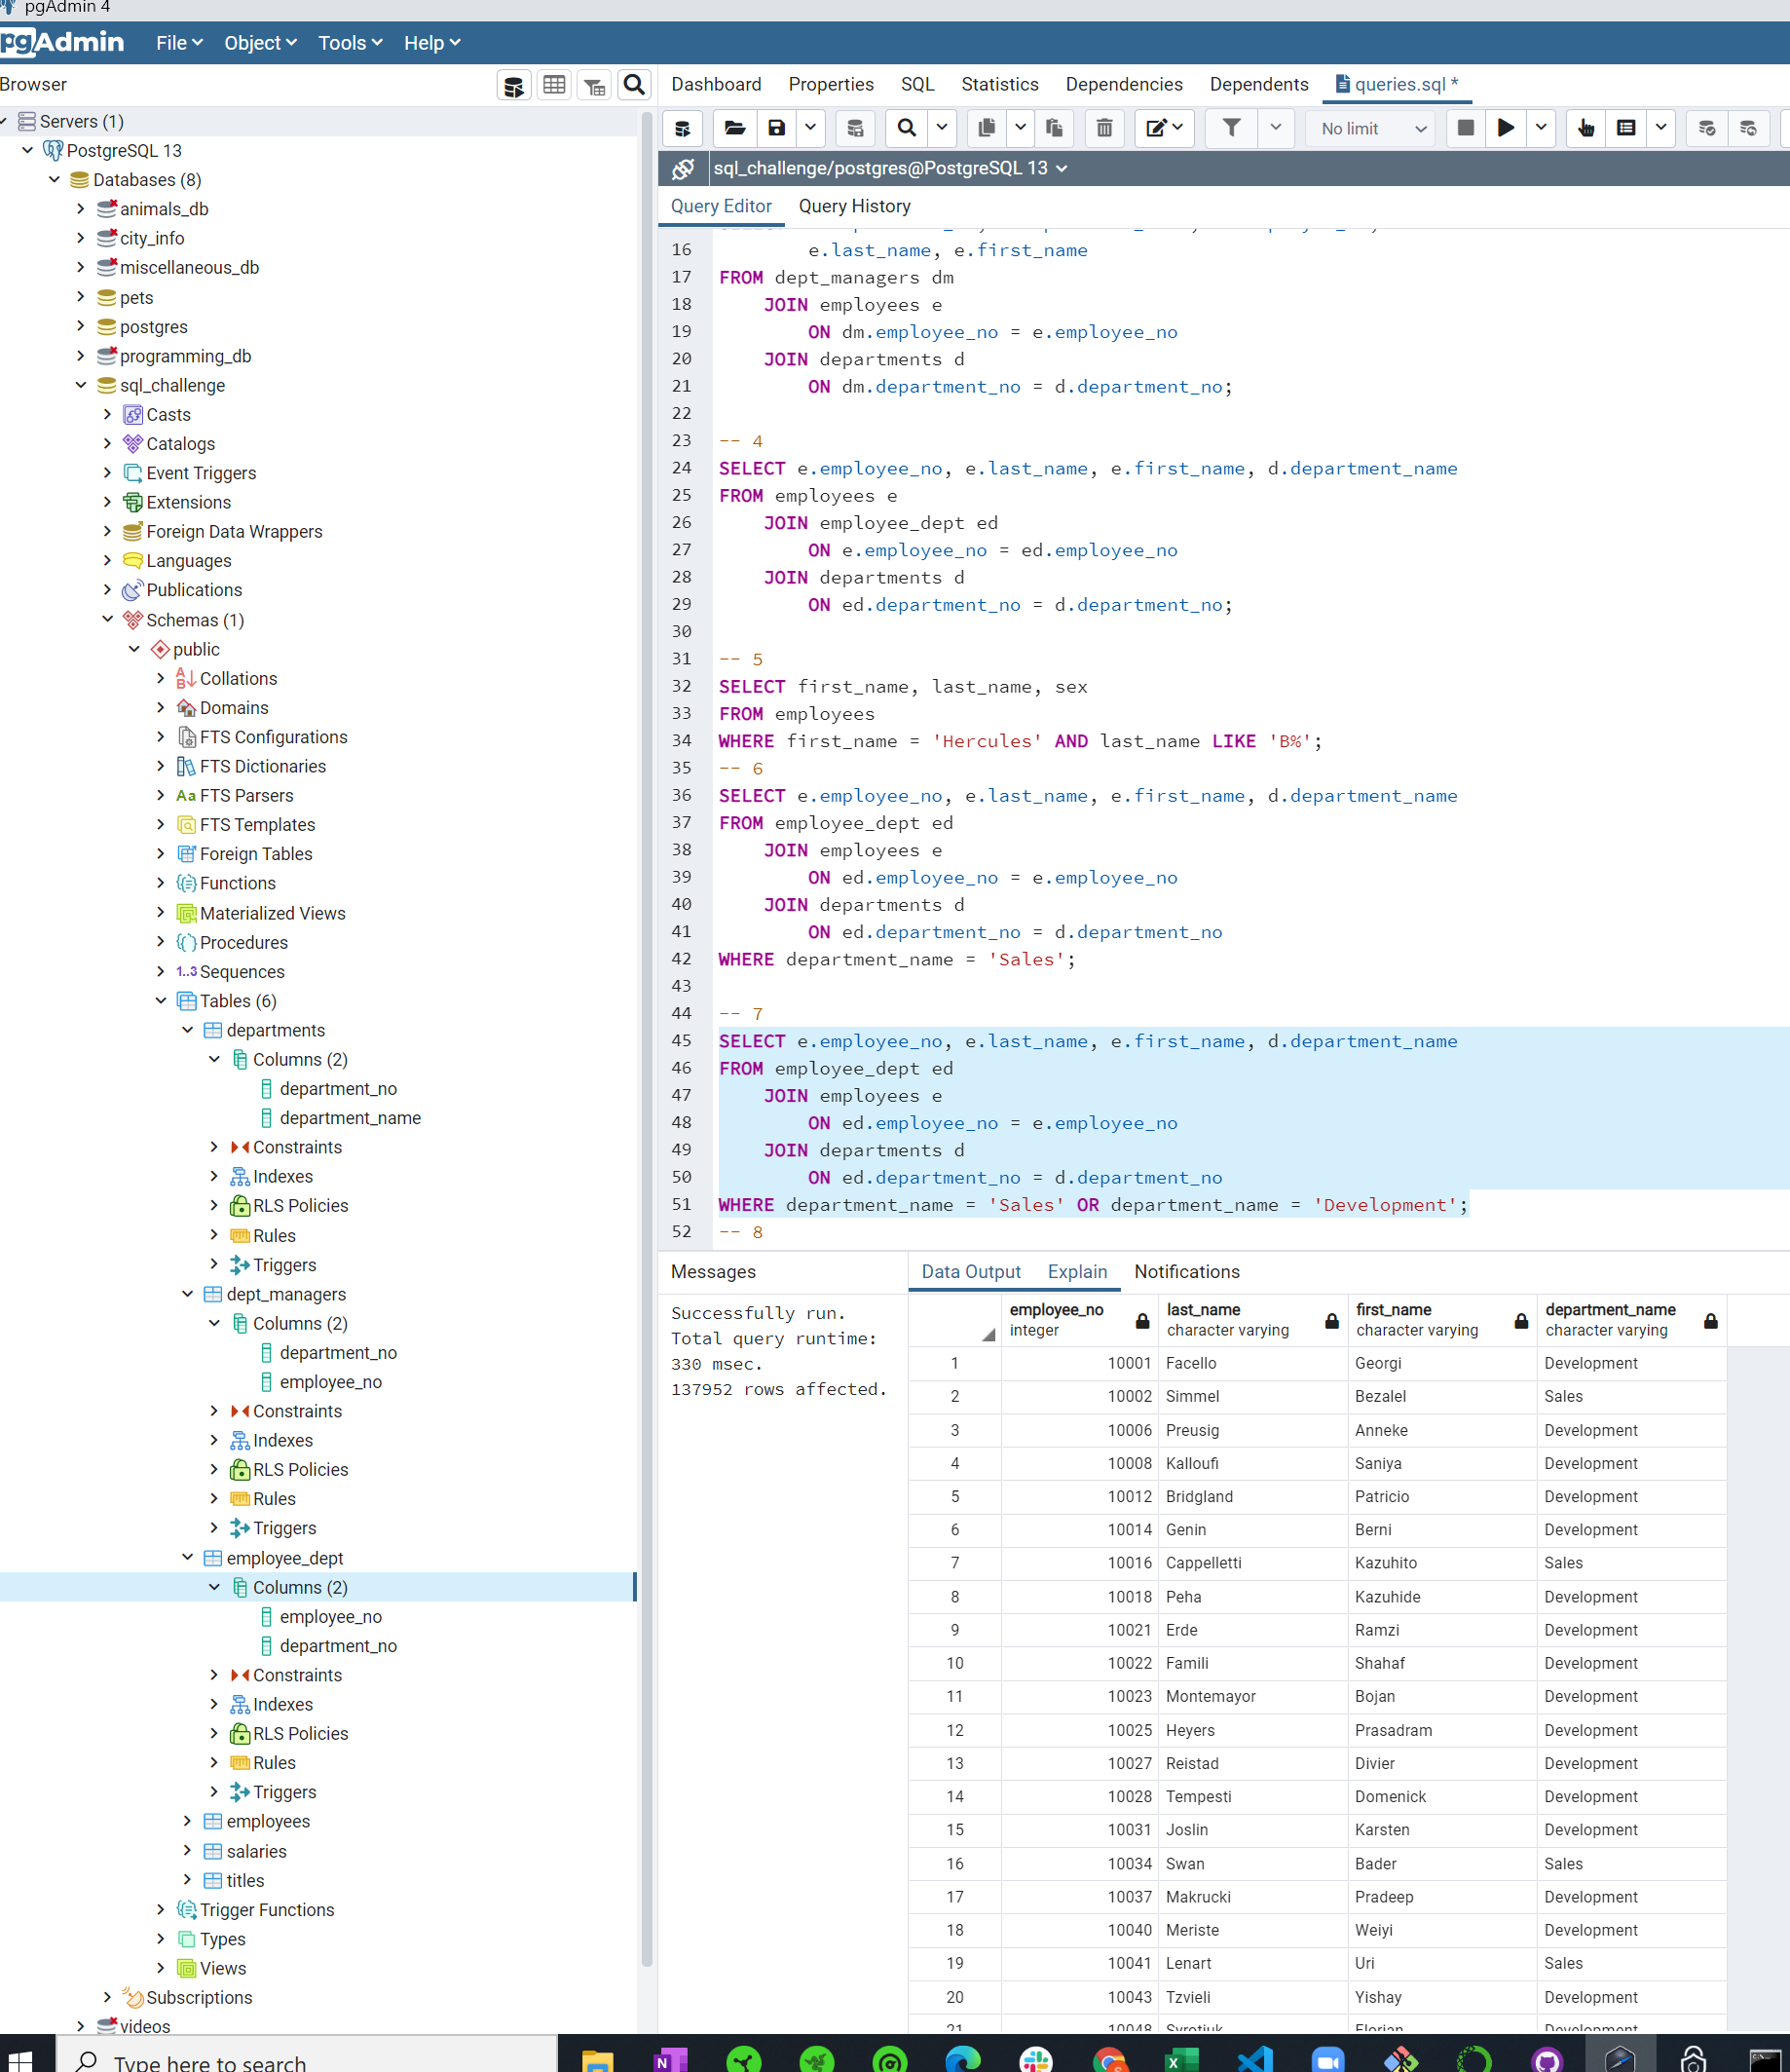 pgAdmin 4
pgAdmin File Object Tools Help
Browser
Servers (1)
PostgreSQL 13
Databases (8)
animals_db
city_info
miscellaneous_db
pets
postgres
programming_db
sql_challenge
Casts
Catalogs
Event Triggers
Extensions
Foreign Data Wrappers
Languages
Publications
Schemas (1)
public
Collations
Domains
FTS Configurations
FTS Dictionaries
Aa FTS Parsers
FTS Templates
Foreign Tables
Functions
Materialized Views
Procedures
1..3 Sequences
Tables (6)
departments
Columns (2)
department_no
department_name
Constraints
Indexes
RLS Policies
Rules
Triggers
dept_managers
Columns (2)
department_no
employee_no
Constraints
Indexes
RLS Policies
Rules
Triggers
employee_dept
Columns (2)
employee_no
department_no
Constraints
Indexes
RLS Policies
Rules
Triggers
employees
salaries
titles
Trigger Functions
Types
Views
Subscriptions
videos
Dashboard Properties SQL Statistics Dependencies Dependents queries.sql *
No limit
sql_challenge/postgres@PostgreSQL 13
Query Editor Query History
16 e.last_name, e.first_name
17 FROM dept_managers dm
18 JOIN employees e
19 ON dm.employee_no = e.employee_no
20 JOIN departments d
21 ON dm.department_no = d.department_no;
22
23 -- 4
24 SELECT e.employee_no, e.last_name, e.first_name, d.department_name
25 FROM employees e
26 JOIN employee_dept ed
27 ON e.employee_no = ed.employee_no
28 JOIN departments d
29 ON ed.department_no = d.department_no;
30
31 -- 5
32 SELECT first_name, last_name, sex
33 FROM employees
34 WHERE first_name = 'Hercules' AND last_name LIKE 'B%';
35 -- 6
36 SELECT e.employee_no, e.last_name, e.first_name, d.department_name
37 FROM employee_dept ed
38 JOIN employees e
39 ON ed.employee_no = e.employee_no
40 JOIN departments d
41 ON ed.department_no = d.department_no
42 WHERE department_name = 'Sales';
43
44 -- 7
45 SELECT e.employee_no, e.last_name, e.first_name, d.department_name
46 FROM employee_dept ed
47 JOIN employees e
48 ON ed.employee_no = e.employee_no
49 JOIN departments d
50 ON ed.department_no = d.department_no
51 WHERE department_name = 'Sales' OR department_name = 'Development';
52 -- 8
Messages
Successfully run.
Total query runtime:
330 msec.
137952 rows affected.
Data Output Explain Notifications
employee_no last_name first_name department_name
integer character varying character varying character varying
1 10001 Facello Georgi Development
2 10002 Simmel Bezalel Sales
3 10006 Preusig Anneke Development
4 10008 Kalloufi Saniya Development
5 10012 Bridgland Patricio Development
6 10014 Genin Berni Development
7 10016 Cappelletti Kazuhito Sales
8 10018 Peha Kazuhide Development
9 10021 Erde Ramzi Development
10 10022 Famili Shahaf Development
11 10023 Montemayor Bojan Development
12 10025 Heyers Prasadram Development
13 10027 Reistad Divier Development
14 10028 Tempesti Domenick Development
15 10031 Joslin Karsten Development
16 10034 Swan Bader Sales
17 10037 Makrucki Pradeep Development
18 10040 Meriste Weiyi Development
19 10041 Lenart Uri Sales
20 10043 Tzvieli Yishay Development
21 10048 Syrotiuk Florian Development
Type here to search